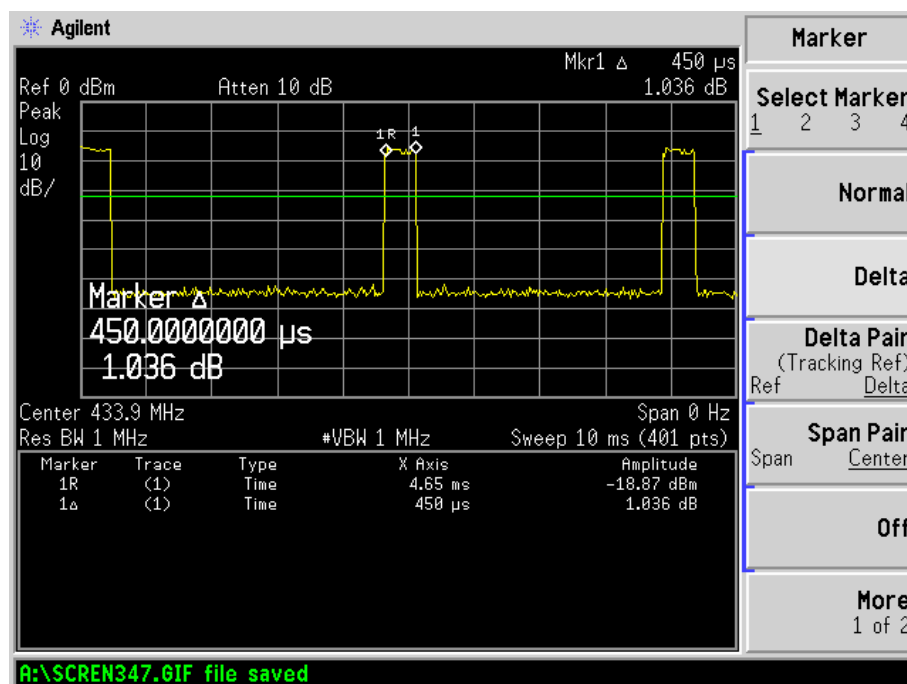 Agilent
Mkr1 Δ 450 µs
Ref 0 dBm Atten 10 dB 1.036 dB
Peak
Log
10
dB/
1R 1
Marker Δ
450.0000000 µs
1.036 dB
Center 433.9 MHz Span 0 Hz
Res BW 1 MHz #VBW 1 MHz Sweep 10 ms (401 pts)
Marker Trace Type X Axis Amplitude
1R (1) Time 4.65 ms -18.87 dBm
1Δ (1) Time 450 µs 1.036 dB
A:\SCREN347.GIF file saved
Marker
Select Marker
1 2 3 4
Normal
Delta
Delta Pair
(Tracking Ref)
Ref Delta
Span Pair
Span Center
Off
More
1 of 2